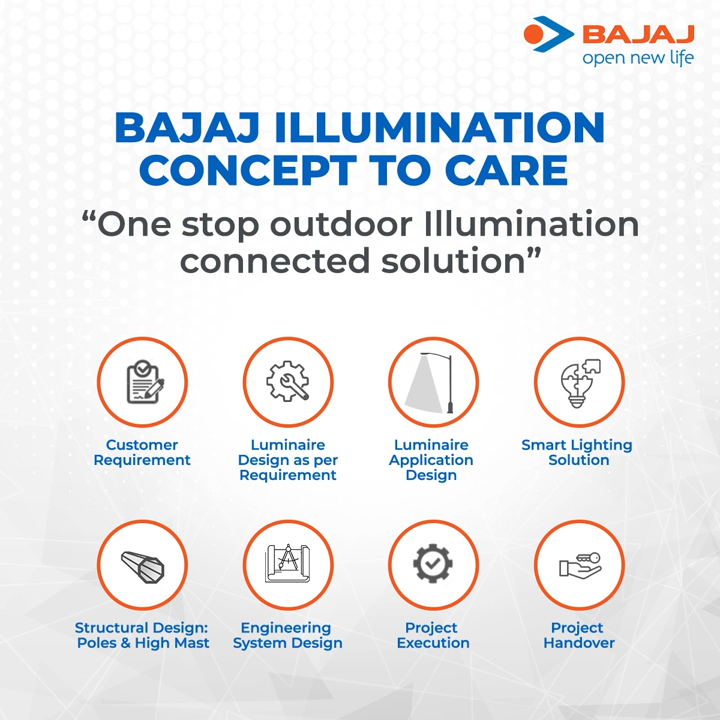 BAJAJ
open new life
BAJAJ ILLUMINATION
CONCEPT TO CARE
“One stop outdoor Illumination
connected solution”
Customer
Requirement
Luminaire
Design as per
Requirement
Luminaire
Application
Design
Smart Lighting
Solution
Structural Design:
Poles & High Mast
Engineering
System Design
Project
Execution
Project
Handover